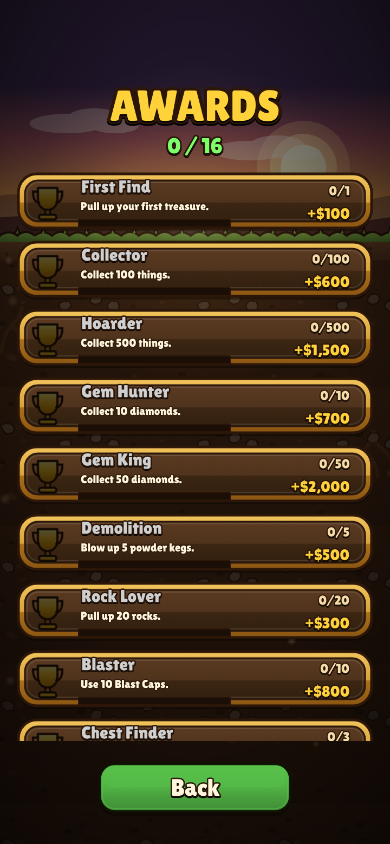 AWARDS
0 / 16
First Find
0/1
Pull up your first treasure.
+$100
Collector
0/100
Collect 100 things.
+$600
Hoarder
0/500
Collect 500 things.
+$1,500
Gem Hunter
0/10
Collect 10 diamonds.
+$700
Gem King
0/50
Collect 50 diamonds.
+$2,000
Demolition
0/5
Blow up 5 powder kegs.
+$500
Rock Lover
0/20
Pull up 20 rocks.
+$300
Blaster
0/10
Use 10 Blast Caps.
+$800
Chest Finder
0/3
Back